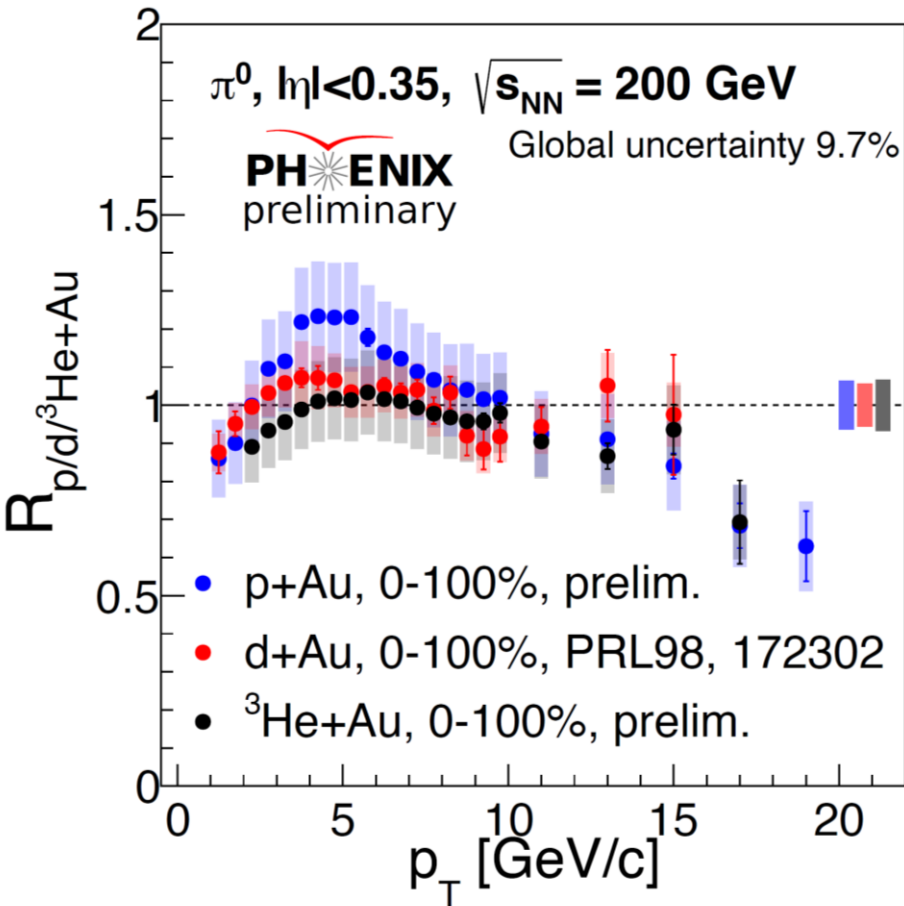 π⁰, |η|<0.35, √s_NN = 200 GeV
Global uncertainty 9.7%
PHENIX
preliminary
R_p/d/³He+Au
2
1.5
1
0.5
0
p+Au, 0-100%, prelim.
d+Au, 0-100%, PRL98, 172302
³He+Au, 0-100%, prelim.
0 5 10 15 20
p_T [GeV/c]